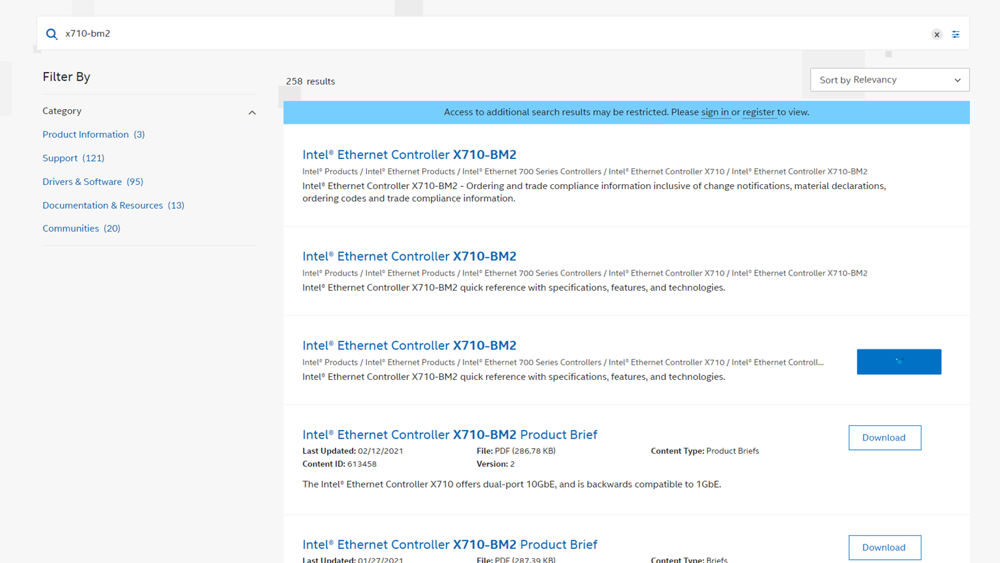 x710-bm2
Filter By
Category
Product Information (3)
Support (121)
Drivers & Software (95)
Documentation & Resources (13)
Communities (20)
258 results
Sort by Relevancy
Access to additional search results may be restricted. Please sign in or register to view.
Intel® Ethernet Controller X710-BM2
Intel® Products / Intel® Ethernet Products / Intel® Ethernet 700 Series Controllers / Intel® Ethernet Controller X710 / Intel® Ethernet Controller X710-BM2
Intel® Ethernet Controller X710-BM2 - Ordering and trade compliance information inclusive of change notifications, material declarations,
ordering codes and trade compliance information.
Intel® Ethernet Controller X710-BM2
Intel® Products / Intel® Ethernet Products / Intel® Ethernet 700 Series Controllers / Intel® Ethernet Controller X710 / Intel® Ethernet Controller X710-BM2
Intel® Ethernet Controller X710-BM2 quick reference with specifications, features, and technologies.
Intel® Ethernet Controller X710-BM2
Intel® Products / Intel® Ethernet Products / Intel® Ethernet 700 Series Controllers / Intel® Ethernet Controller X710 / Intel® Ethernet Controll...
Intel® Ethernet Controller X710-BM2 quick reference with specifications, features, and technologies.
Intel® Ethernet Controller X710-BM2 Product Brief
Download
Last Updated: 02/12/2021 File: PDF (286.78 KB) Content Type: Product Briefs
Content ID: 613458 Version: 2
The Intel® Ethernet Controller X710 offers dual-port 10GbE, and is backwards compatible to 1GbE.
Intel® Ethernet Controller X710-BM2 Product Brief
Download
Last Updated: 01/27/2021 File: PDF (287.39 KB) Content Type: Briefs